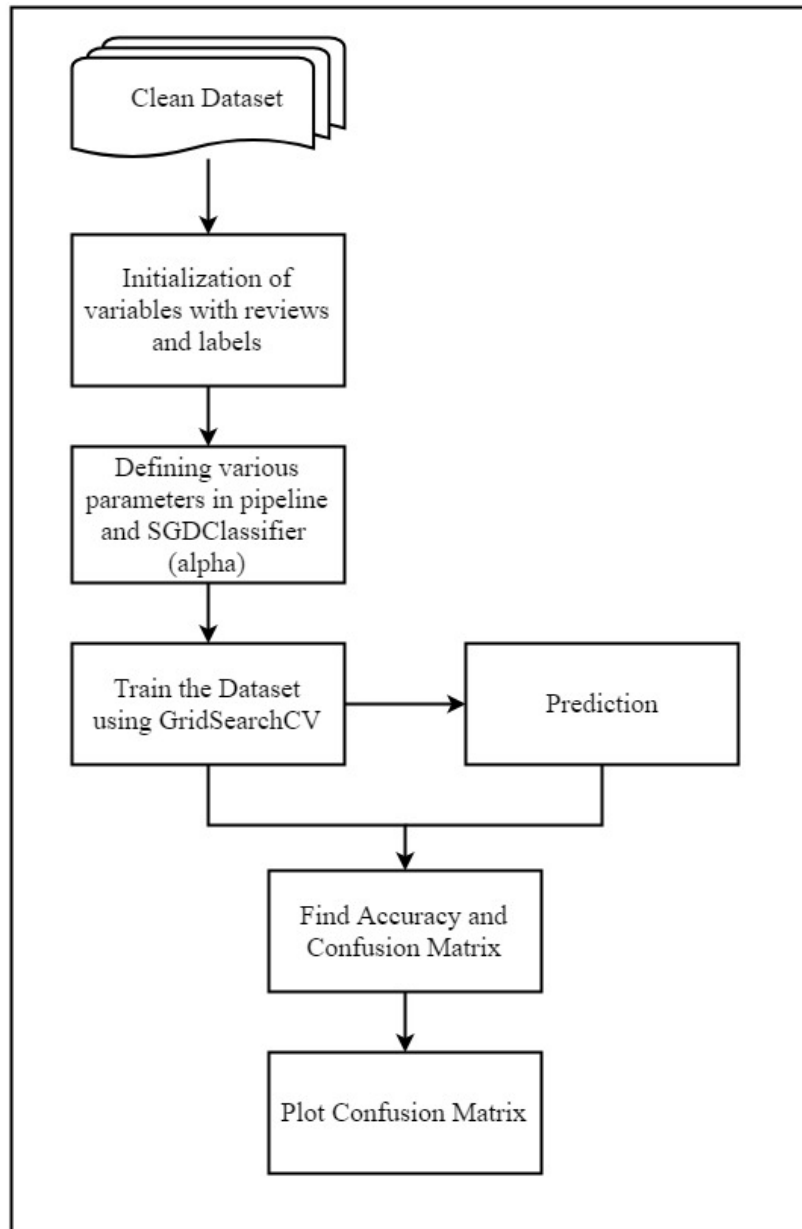 Clean Dataset
Initialization of
variables with reviews
and labels
Defining various
parameters in pipeline
and SGDClassifier
(alpha)
Train the Dataset
using GridSearchCV
Prediction
Find Accuracy and
Confusion Matrix
Plot Confusion Matrix